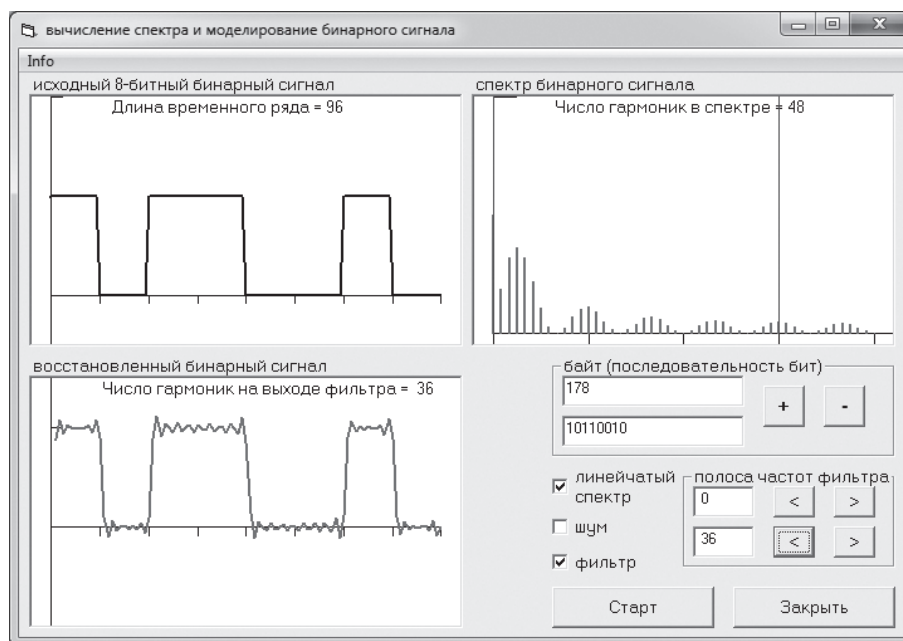 вычисление спектра и моделирование бинарного сигнала
Info
исходный 8-битный бинарный сигнал
Длина временного ряда = 96
спектр бинарного сигнала
Число гармоник в спектре = 48
восстановленный бинарный сигнал
Число гармоник на выходе фильтра = 36
байт (последовательность бит)
178
10110010
+
-
линейчатый спектр
шум
фильтр
полоса частот фильтра
0
<
>
36
<
>
Старт
Закрыть